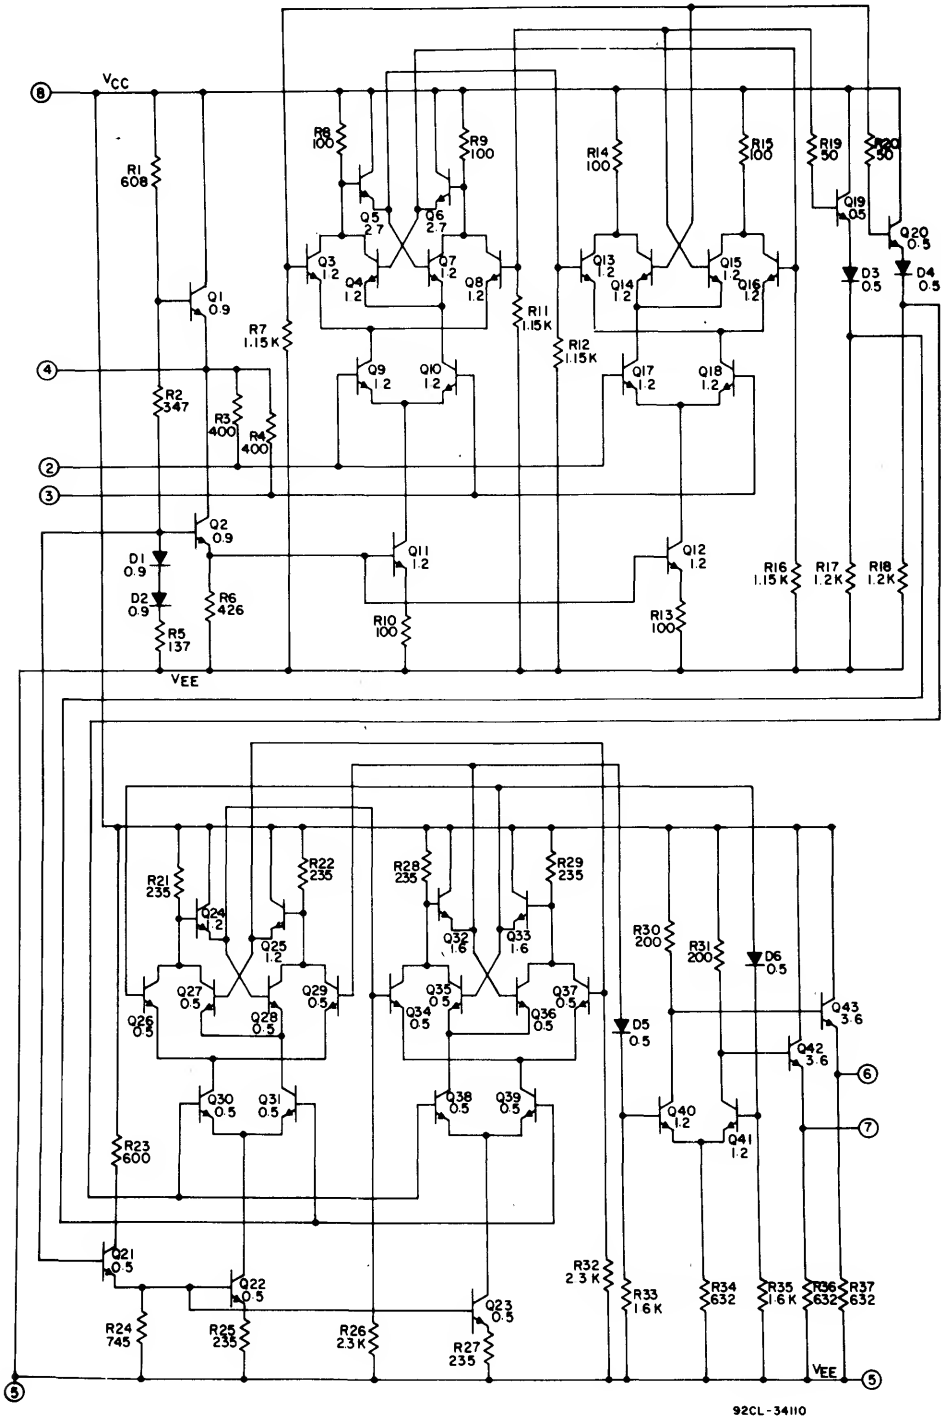 8
VCC
R1
608
R8
100
R9
100
R14
100
R15
100
R19
50
R20
50
Q5
2.7
Q6
2.7
Q19
0.5
Q20
0.5
Q3
1.2
Q4
1.2
Q7
1.2
Q8
1.2
Q13
1.2
Q14
1.2
Q15
1.2
Q16
1.2
D3
0.5
D4
0.5
Q1
0.9
R7
1.15K
R11
1.15K
R12
1.15K
4
R2
347
R3
400
R4
400
Q9
1.2
Q10
1.2
Q17
1.2
Q18
1.2
2
3
Q2
0.9
D1
0.9
D2
0.9
R5
137
R6
426
Q11
1.2
R10
100
Q12
1.2
R13
100
R16
1.15K
R17
1.2K
R18
1.2K
VEE
R21
235
Q24
1.2
R22
235
Q25
1.2
R28
235
Q32
1.6
Q33
1.6
R29
235
R30
200
R31
200
D6
0.5
Q26
0.5
Q27
0.5
Q28
0.5
Q29
0.5
Q34
0.5
Q35
0.5
Q36
0.5
Q37
0.5
D5
0.5
Q43
3.6
Q42
3.6
6
Q30
0.5
Q31
0.5
Q38
0.5
Q39
0.5
Q40
1.2
Q41
1.2
7
R23
600
Q21
0.5
Q22
0.5
Q23
0.5
R24
745
R25
235
R26
2.3K
R27
235
R32
2.3K
R33
1.6K
R34
632
R35
1.6K
R36
632
R37
632
5
VEE
5
92CL-34110